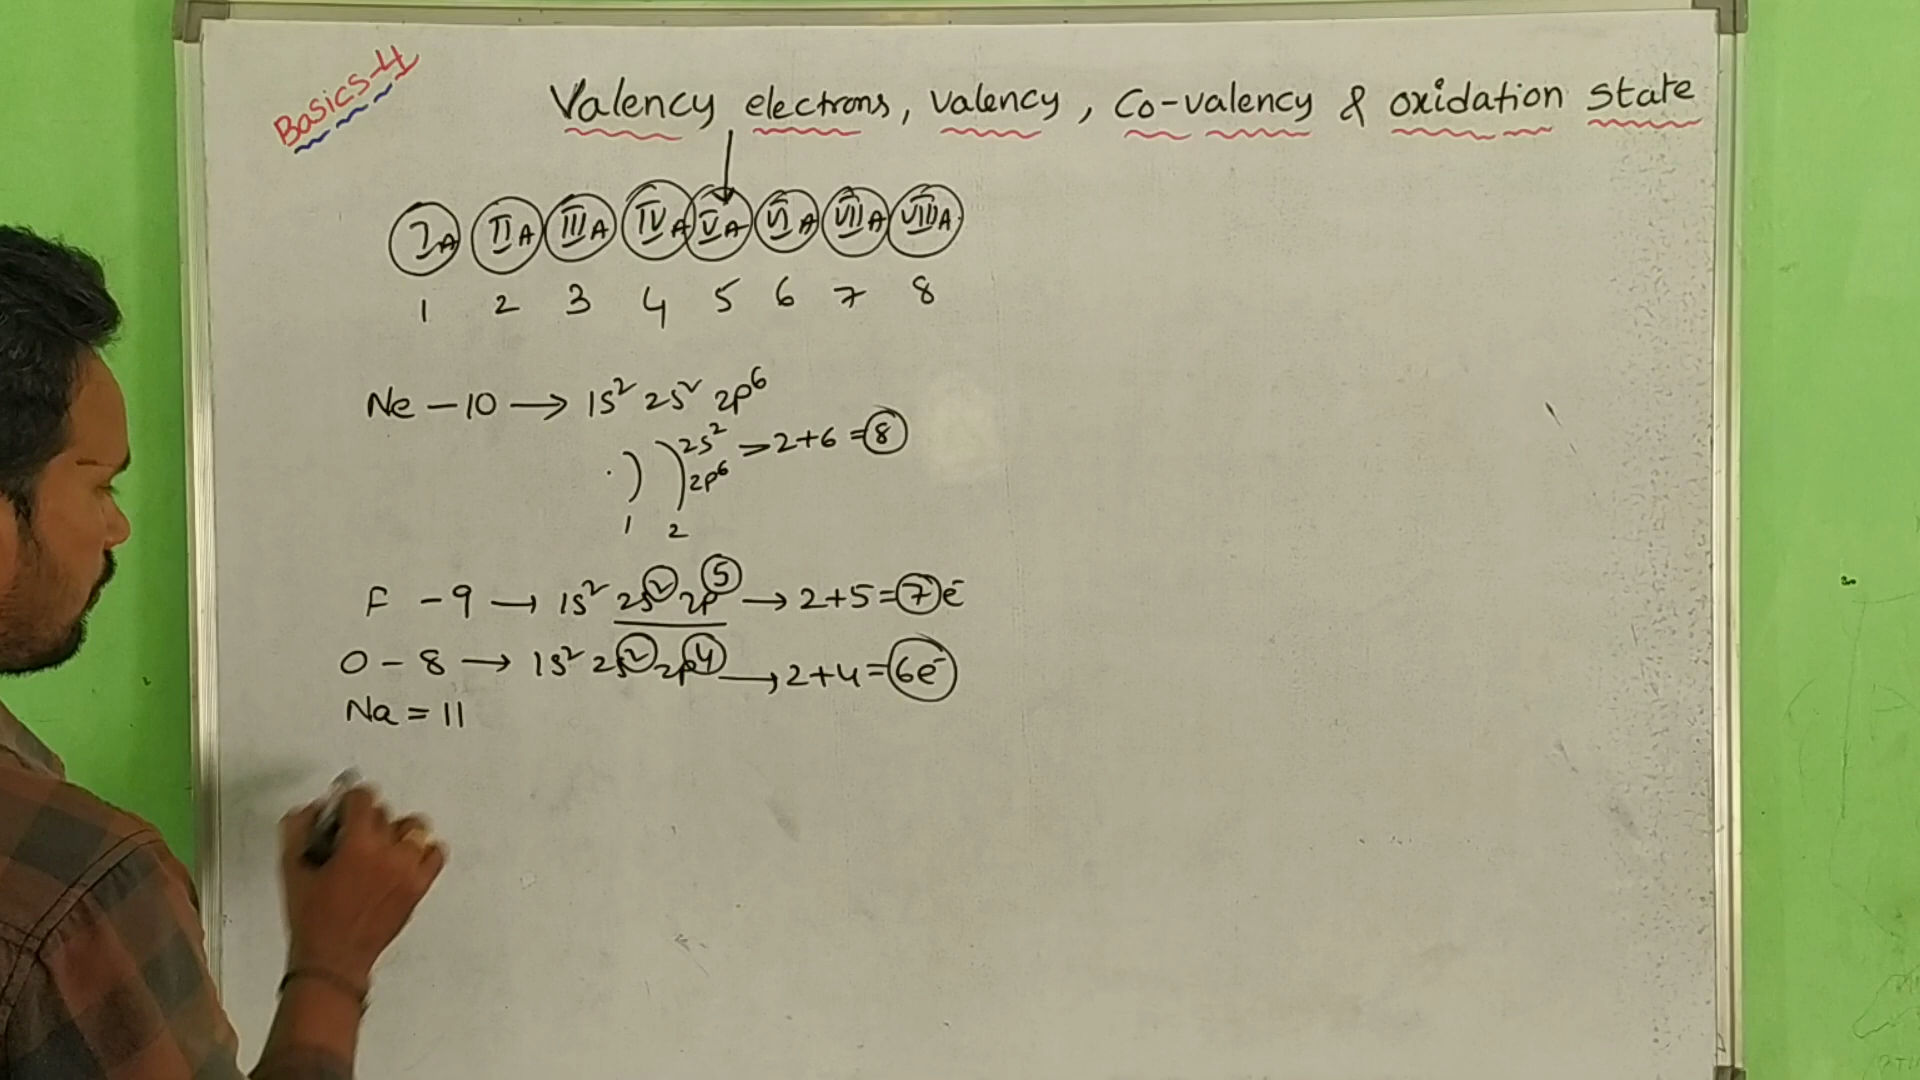 Basics-4
Valency electrons, valency, Co-valency & oxidation state
IA IIA IIIA IVA VA VIA VIIA VIIIA
1 2 3 4 5 6 7 8
Ne - 10 → 1s² 2s² 2p⁶
2s² > 2+6 = 8
2p⁶
1 2
F - 9 → 1s² 2s² 2p⁵ → 2+5 = 7e⁻
O - 8 → 1s² 2s² 2p⁴ → 2+4 = 6e⁻
Na = 11